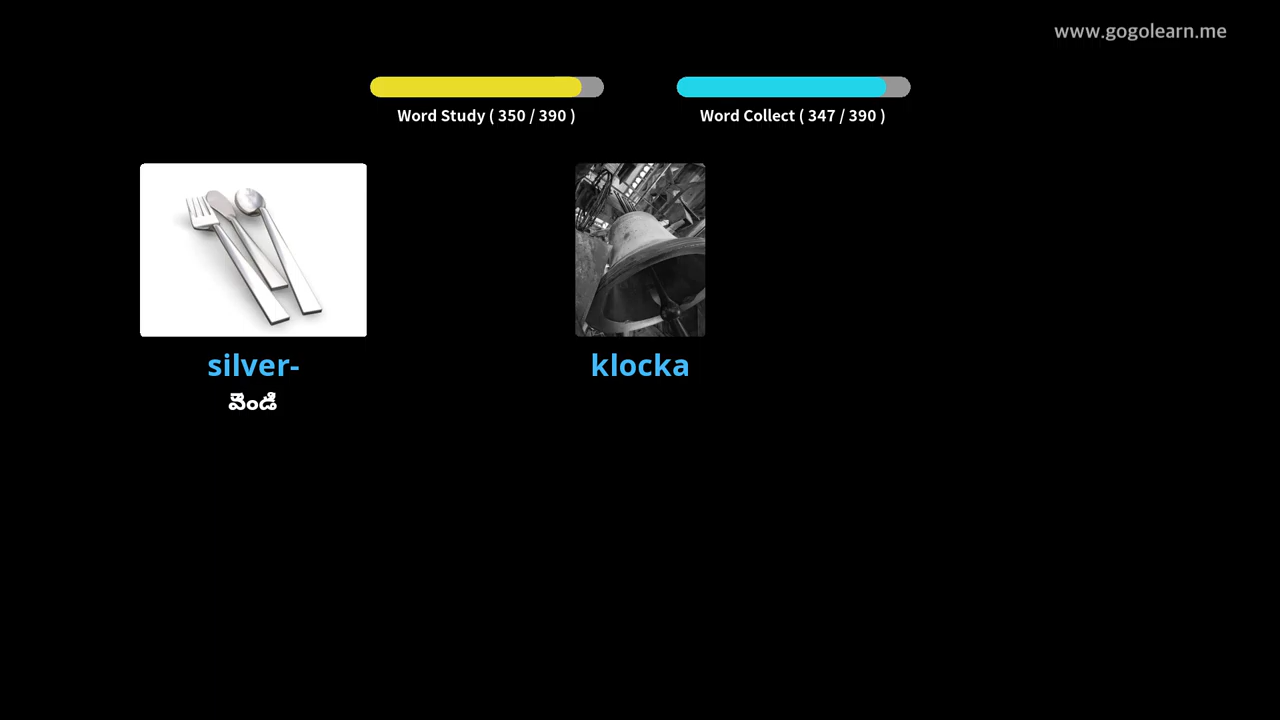 www.gogolearn.me
Word Study ( 350 / 390 )
Word Collect ( 347 / 390 )
silver-
klocka
వెండి